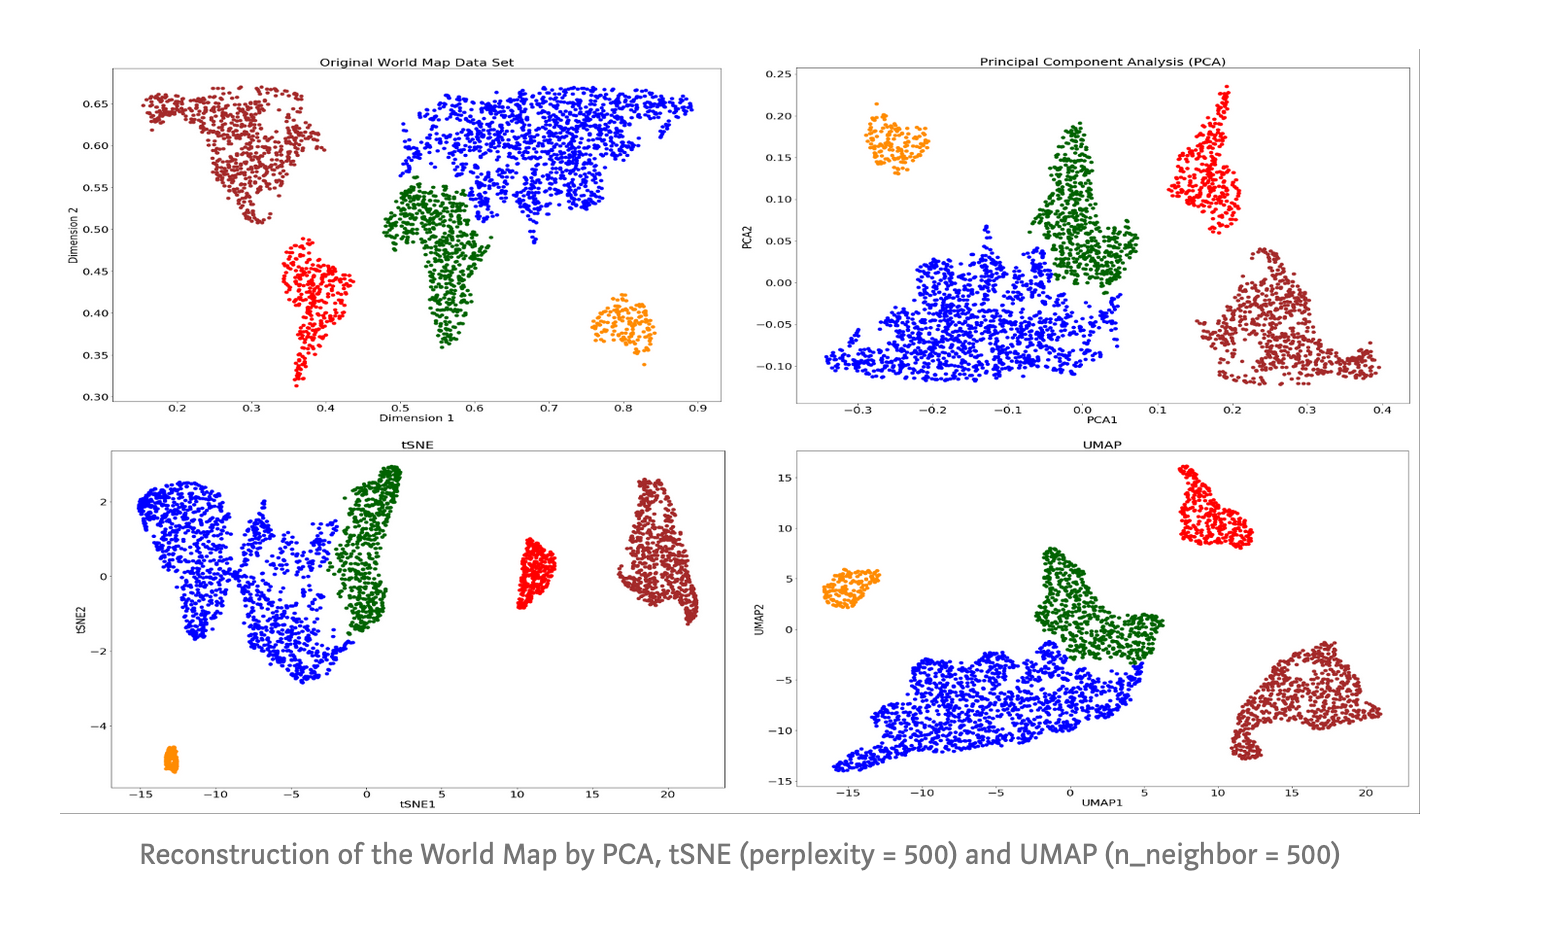 Original World Map Data Set
Dimension 2
0.65
0.60
0.55
0.50
0.45
0.40
0.35
0.30
0.2 0.3 0.4 0.5 0.6 0.7 0.8 0.9
Dimension 1
Principal Component Analysis (PCA)
PCA2
0.25
0.20
0.15
0.10
0.05
0.00
−0.05
−0.10
−0.3 −0.2 −0.1 0.0 0.1 0.2 0.3 0.4
PCA1
tSNE
tSNE2
2
0
−2
−4
−15 −10 −5 0 5 10 15 20
tSNE1
UMAP
UMAP2
15
10
5
0
−5
−10
−15
−15 −10 −5 0 5 10 15 20
UMAP1
Reconstruction of the World Map by PCA, tSNE (perplexity = 500) and UMAP (n_neighbor = 500)